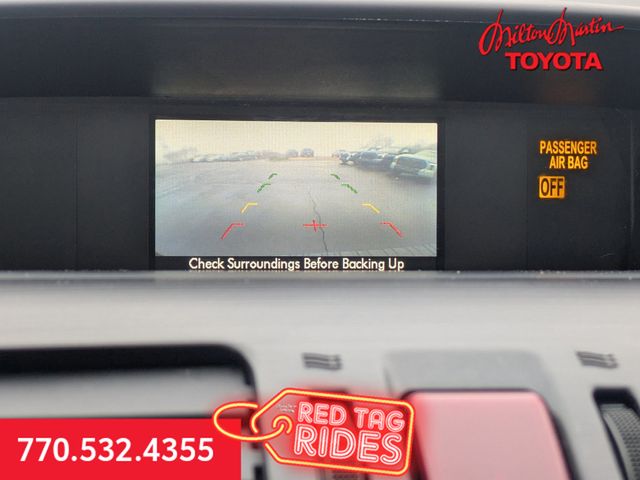 Milton Martin
TOYOTA
PASSENGER
AIR BAG
OFF
Check Surroundings Before Backing Up
RED TAG
RIDES
770.532.4355